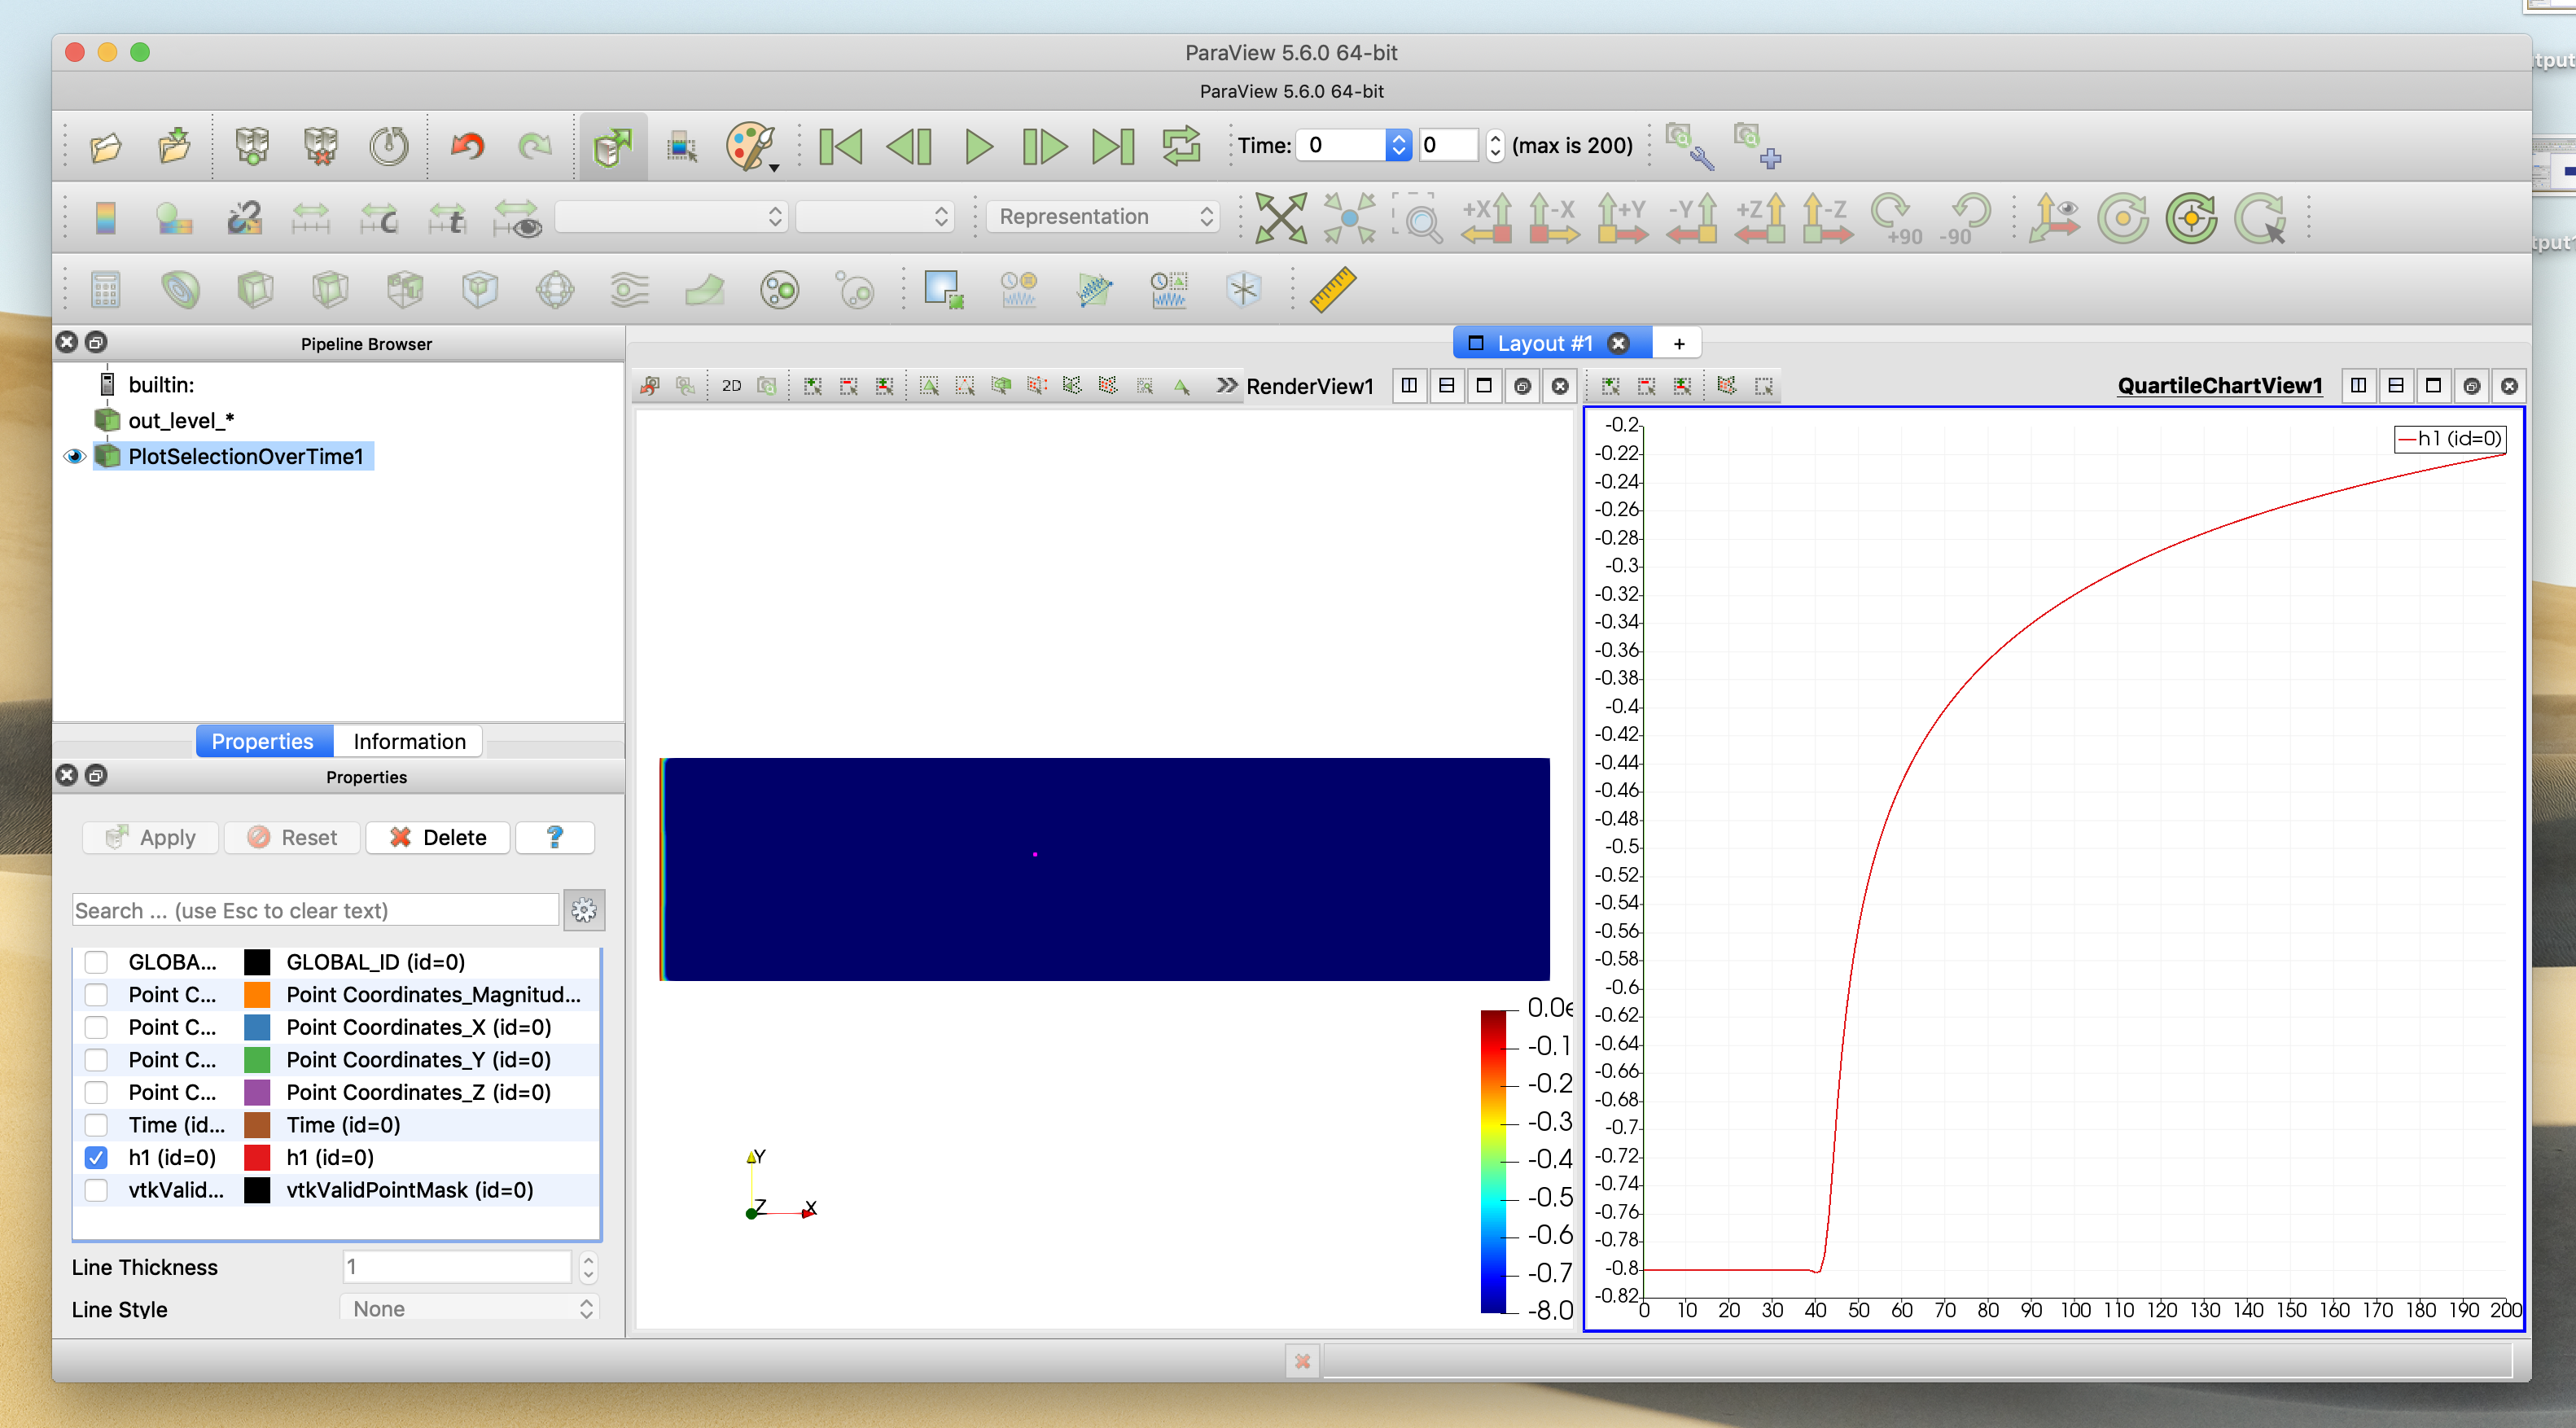 ParaView 5.6.0 64-bit
ParaView 5.6.0 64-bit
Time: 0 0 (max is 200)
Representation
+X -X +Y -Y +Z -Z +90 -90
Pipeline Browser
builtin:
out_level_*
PlotSelectionOverTime1
Properties Information
Properties
Apply Reset Delete ?
Search ... (use Esc to clear text)
GLOBA... GLOBAL_ID (id=0)
Point C... Point Coordinates_Magnitud...
Point C... Point Coordinates_X (id=0)
Point C... Point Coordinates_Y (id=0)
Point C... Point Coordinates_Z (id=0)
Time (id... Time (id=0)
h1 (id=0) h1 (id=0)
vtkValid... vtkValidPointMask (id=0)
Line Thickness 1
Line Style None
Layout #1 +
2D RenderView1
0.0e
-0.1
-0.2
-0.3
-0.4
-0.5
-0.6
-0.7
-8.0
Y
Z X
QuartileChartView1
h1 (id=0)
-0.2
-0.22
-0.24
-0.26
-0.28
-0.3
-0.32
-0.34
-0.36
-0.38
-0.4
-0.42
-0.44
-0.46
-0.48
-0.5
-0.52
-0.54
-0.56
-0.58
-0.6
-0.62
-0.64
-0.66
-0.68
-0.7
-0.72
-0.74
-0.76
-0.78
-0.8
-0.82
0 10 20 30 40 50 60 70 80 90 100 110 120 130 140 150 160 170 180 190 200
tput
tput1